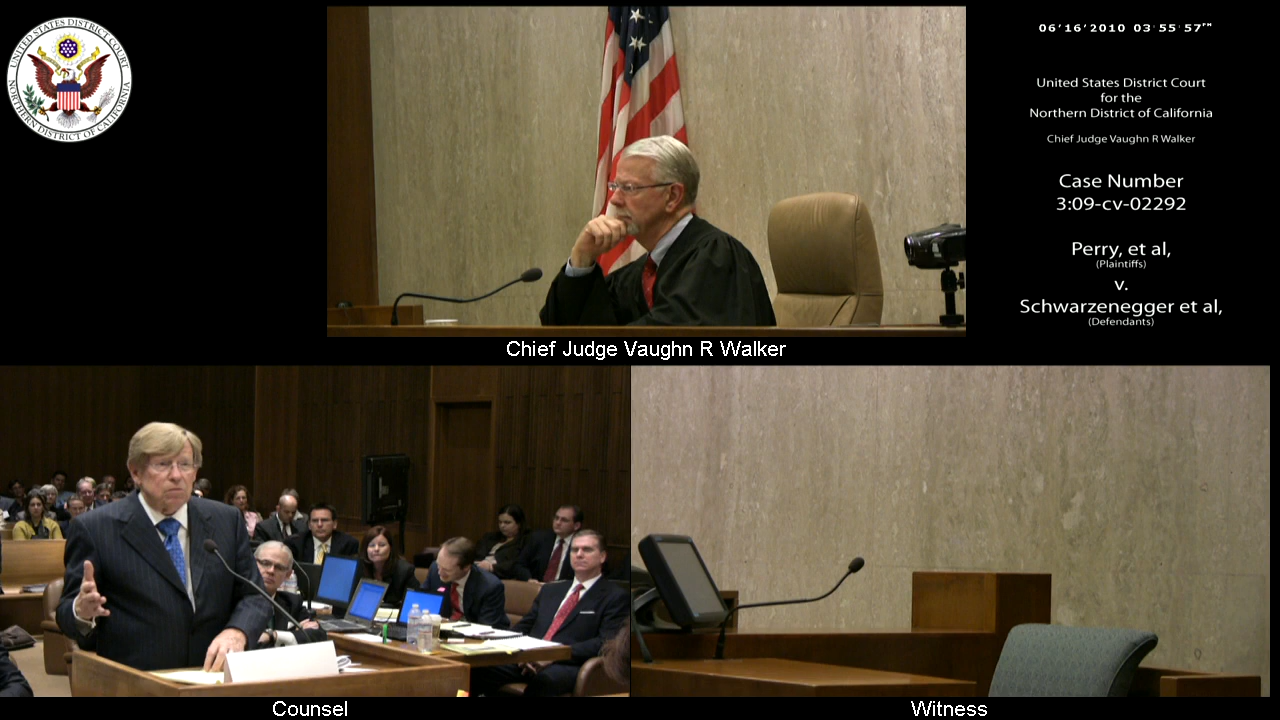 UNITED STATES DISTRICT COURT
NORTHERN DISTRICT OF CALIFORNIA
06'16'2010 03 55 57PM
United States District Court
for the
Northern District of California
Chief Judge Vaughn R Walker
Case Number
3:09-cv-02292
Perry, et al,
(Plaintiffs)
v.
Schwarzenegger et al,
(Defendants)
Chief Judge Vaughn R Walker
Counsel
Witness